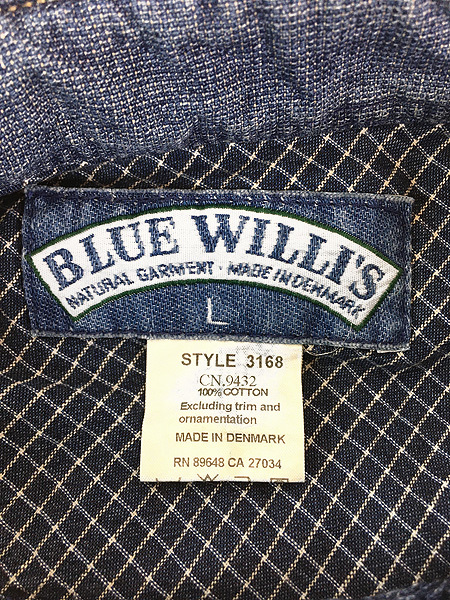 BLUE WILLI'S
NATURAL GARMENT · MADE IN DENMARK
L
STYLE 3168
CN.9432
100% COTTON
Excluding trim and
ornamentation
MADE IN DENMARK
RN 89648 CA 27034